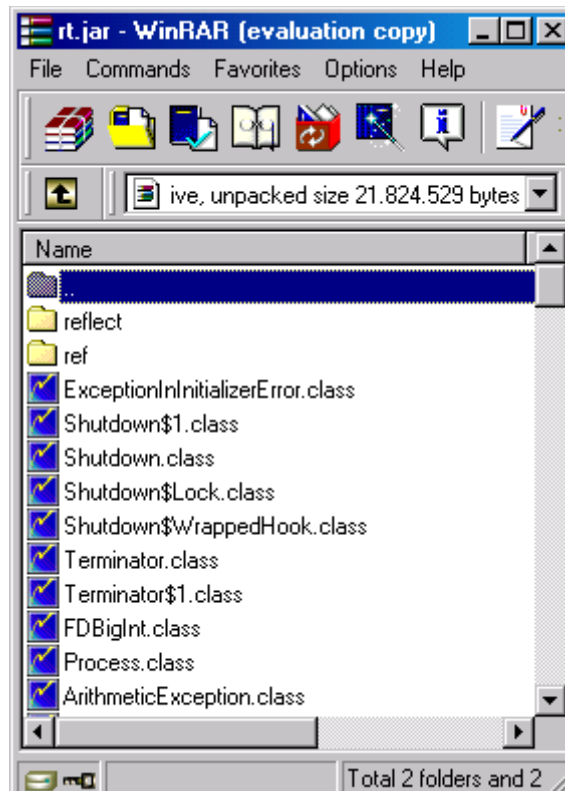 rt.jar - WinRAR (evaluation copy)
File Commands Favorites Options Help
ive, unpacked size 21.824.529 bytes
Name
..
reflect
ref
ExceptionInInitializerError.class
Shutdown$1.class
Shutdown.class
Shutdown$Lock.class
Shutdown$WrappedHook.class
Terminator.class
Terminator$1.class
FDBigInt.class
Process.class
ArithmeticException.class
Total 2 folders and 2